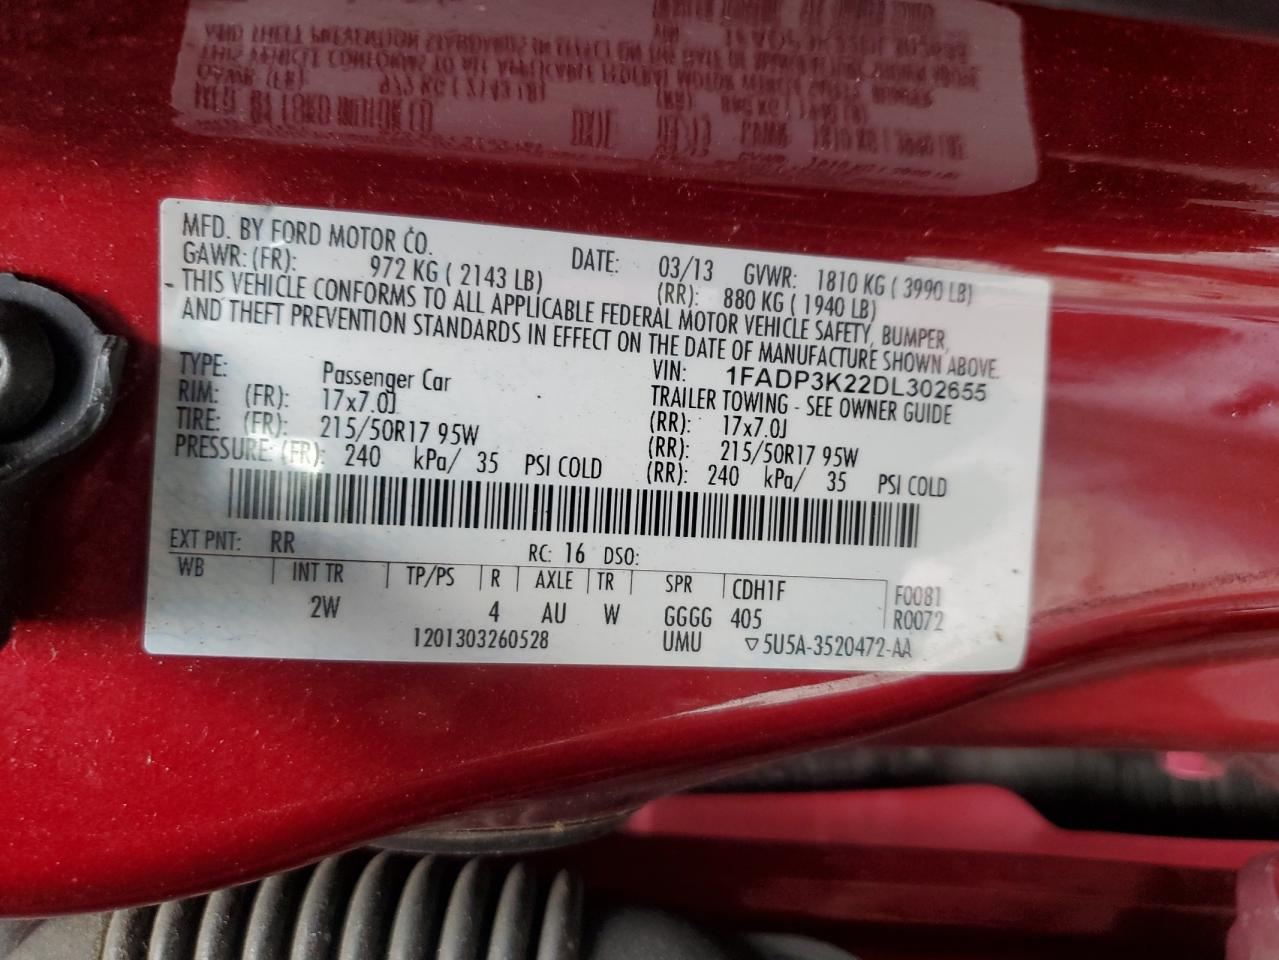 MFD. BY FORD MOTOR CO.
DATE: 03/13 GVWR: 1810 KG ( 3990 LB)
GAWR: (FR): 972 KG ( 2143 LB) (RR): 880 KG ( 1940 LB)
THIS VEHICLE CONFORMS TO ALL APPLICABLE FEDERAL MOTOR VEHICLE SAFETY, BUMPER,
AND THEFT PREVENTION STANDARDS IN EFFECT ON THE DATE OF MANUFACTURE SHOWN ABOVE.
TYPE: Passenger Car VIN: 1FADP3K22DL302655
TRAILER TOWING - SEE OWNER GUIDE
RIM: (FR): 17x7.0J (RR): 17x7.0J
TIRE: (FR): 215/50R17 95W (RR): 215/50R17 95W
PRESSURE: (FR): 240 kPa/ 35 PSI COLD (RR): 240 kPa/ 35 PSI COLD
EXT PNT: RR RC: 16 DSO:
WB INT TR TP/PS R AXLE TR SPR CDH1F F0081
2W 4 AU W GGGG 405 R0072
1201303260528 UMU ▽5U5A-3520472-AA